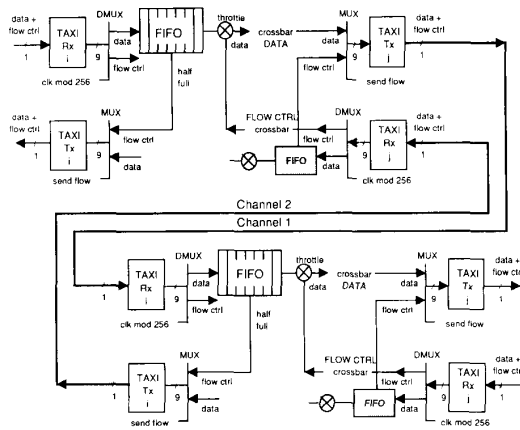 data +
flow ctrl
1
TAXI
Rx
i
9
DMUX
data
flow ctrl
clk mod 256
FIFO
half
full
throttle
data
crossbar
DATA
MUX
data
flow ctrl
9
TAXI
Tx
j
send flow
data +
flow ctrl
1
data +
flow ctrl
1
TAXI
Tx
i
9
MUX
flow ctrl
data
send flow
FLOW CTRL
crossbar
FIFO
DMUX
flow ctrl
data
9
TAXI
Rx
j
clk mod 256
data +
flow ctrl
1
Channel 2
Channel 1
1
TAXI
Rx
i
9
DMUX
data
flow ctrl
clk mod 256
FIFO
half
full
throttle
data
crossbar
DATA
MUX
data
flow ctrl
9
TAXI
Tx
j
send flow
data +
flow ctrl
1
1
TAXI
Tx
i
9
MUX
flow ctrl
data
send flow
FLOW CTRL
crossbar
FIFO
DMUX
flow ctrl
data
9
TAXI
Rx
j
clk mod 256
data +
flow ctrl
1